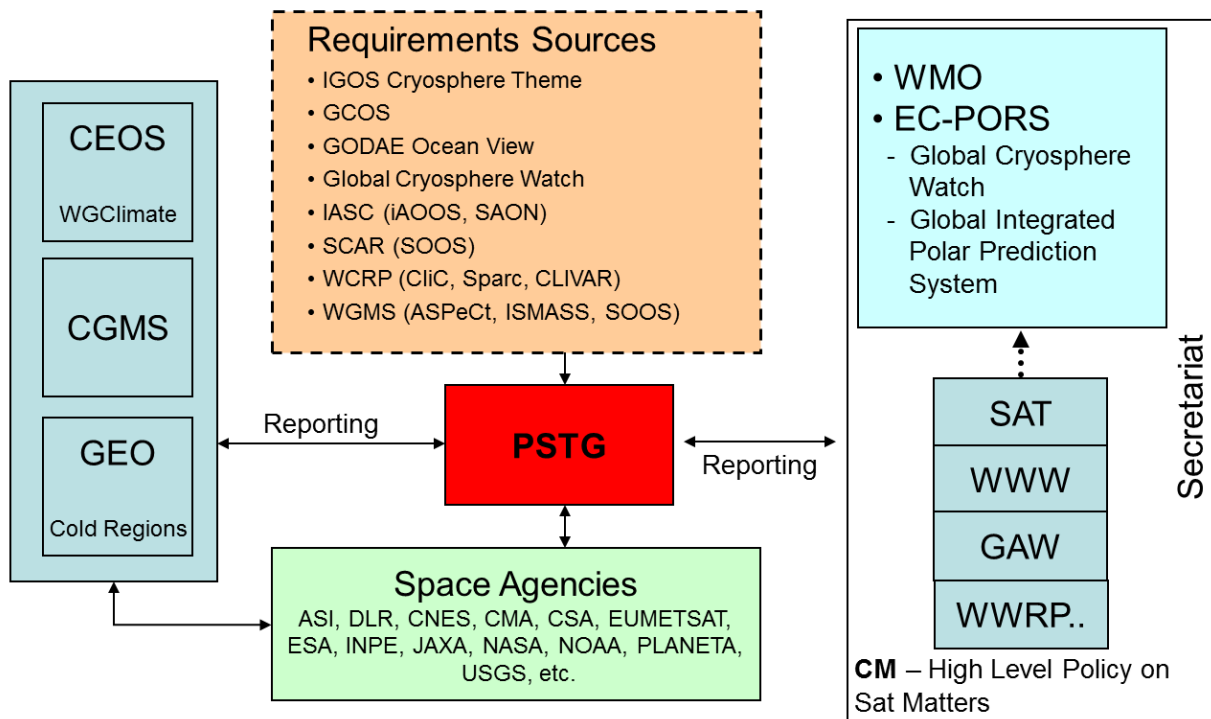 CEOS
WGClimate
CGMS
GEO
Cold Regions
Requirements Sources
• IGOS Cryosphere Theme
• GCOS
• GODAE Ocean View
• Global Cryosphere Watch
• IASC (iAOOS, SAON)
• SCAR (SOOS)
• WCRP (CliC, Sparc, CLIVAR)
• WGMS (ASPeCt, ISMASS, SOOS)
Reporting
PSTG
Reporting
Space Agencies
ASI, DLR, CNES, CMA, CSA, EUMETSAT,
ESA, INPE, JAXA, NASA, NOAA, PLANETA,
USGS, etc.
• WMO
• EC-PORS
- Global Cryosphere
Watch
- Global Integrated
Polar Prediction
System
SAT
WWW
GAW
WWRP..
Secretariat
CM – High Level Policy on
Sat Matters